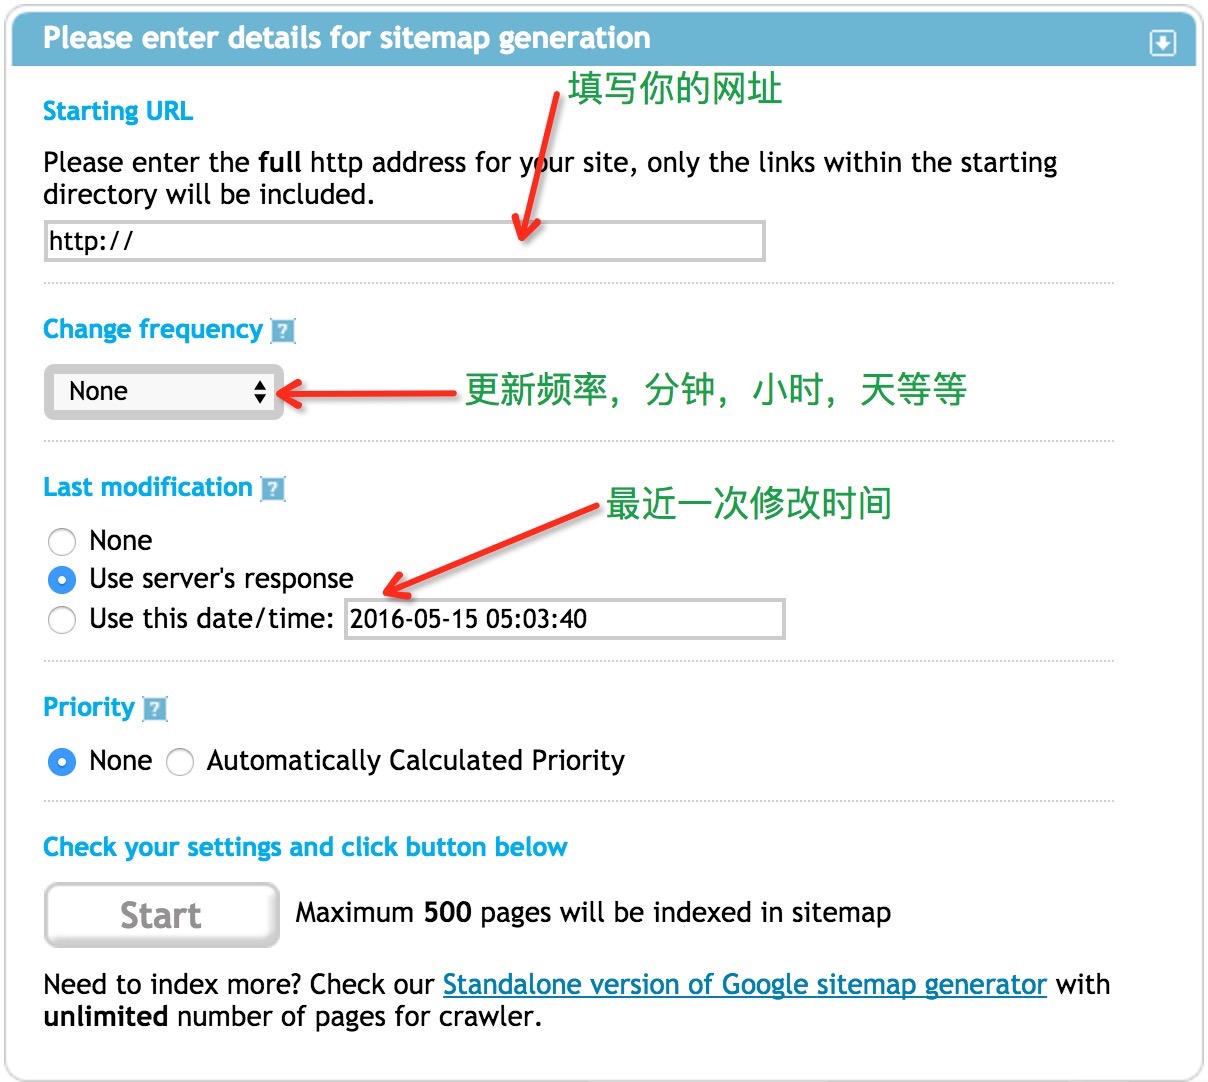 Please enter details for sitemap generation
填写你的网址
Starting URL
Please enter the full http address for your site, only the links within the starting
directory will be included.
http://
Change frequency ?
None
更新频率，分钟，小时，天等等
Last modification ?
最近一次修改时间
None
Use server's response
Use this date/time: 2016-05-15 05:03:40
Priority ?
None Automatically Calculated Priority
Check your settings and click button below
Start Maximum 500 pages will be indexed in sitemap
Need to index more? Check our Standalone version of Google sitemap generator with
unlimited number of pages for crawler.